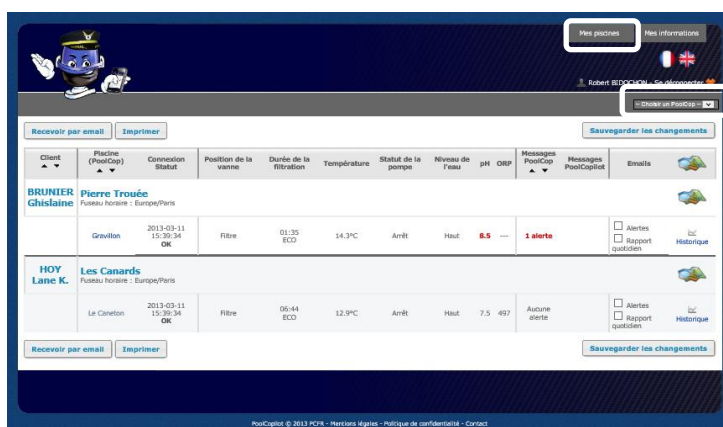 Mes piscines Mes informations
Robert BIDOCHON - Se déconnecter
-- Choisir un PoolCop --
Recevoir par email Imprimer Sauvegarder les changements
Client Piscine (PoolCop) Connexion Statut Position de la vanne Durée de la filtration Température Statut de la pompe Niveau de l'eau pH ORP Messages PoolCop Messages PoolCopilot Emails
BRUNIER Ghislaine Pierre Trouée
Fuseau horaire : Europe/Paris
Gravillon 2013-03-11 15:39:34 OK Filtre 01:35 ECO 14.3°C Arrêt Haut 8.5 --- 1 alerte Alertes Rapport quotidien Historique
HOY Lane K. Les Canards
Fuseau horaire : Europe/Paris
Le Caneton 2013-03-11 15:39:34 OK Filtre 06:44 ECO 12.9°C Arrêt Haut 7.5 497 Aucune alerte Alertes Rapport quotidien Historique
Recevoir par email Imprimer Sauvegarder les changements
PoolCopilot © 2013 PCFR - Mentions légales - Politique de confidentialité - Contact